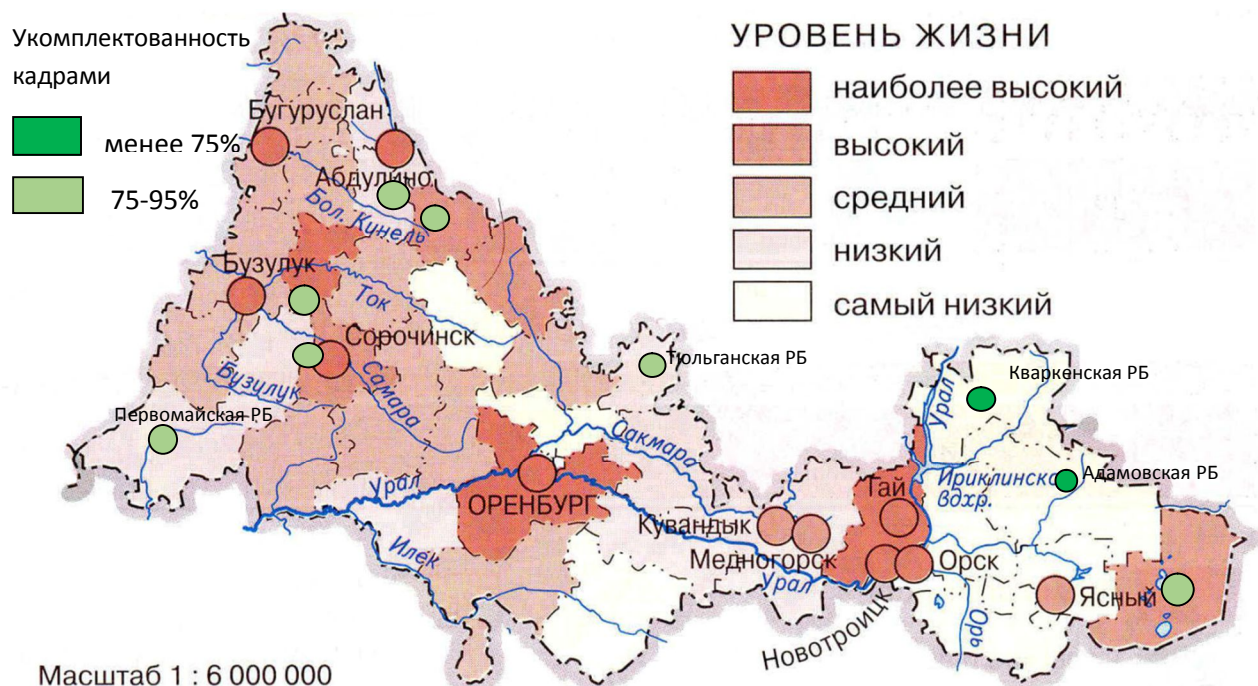 Укомплектованность
кадрами
менее 75%
75-95%
УРОВЕНЬ ЖИЗНИ
наиболее высокий
высокий
средний
низкий
самый низкий
Бугуруслан
Абдулино
Бол. Кинель
Бузулук
Ток
Сорочинск
Бузулук
Самара
Тюльганская РБ
Кваркенская РБ
Первомайская РБ
Урал
Сакмара
Адамовская РБ
Ириклинско
вдхр.
Урал
ОРЕНБУРГ
Гай
Илек
Кувандык
Медногорск
Урал
Орск
Ясный
Орь
Новотроицк
Масштаб 1 : 6 000 000